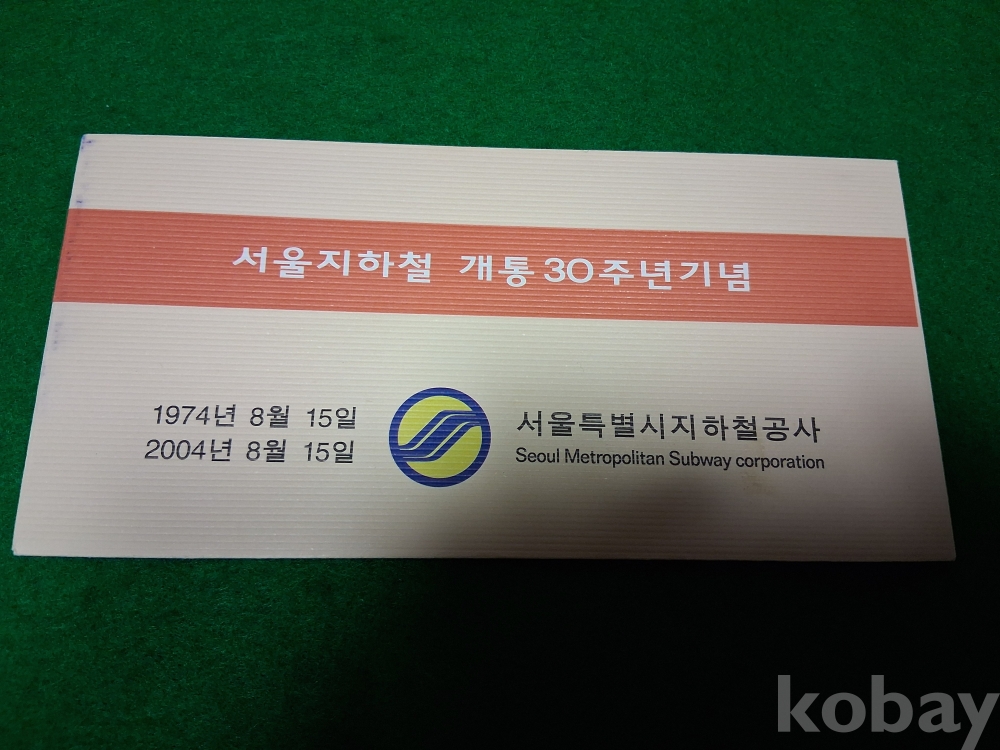 서울지하철 개통30주년기념
1974년 8월 15일
2004년 8월 15일
서울특별시지하철공사
Seoul Metropolitan Subway corporation
kobay